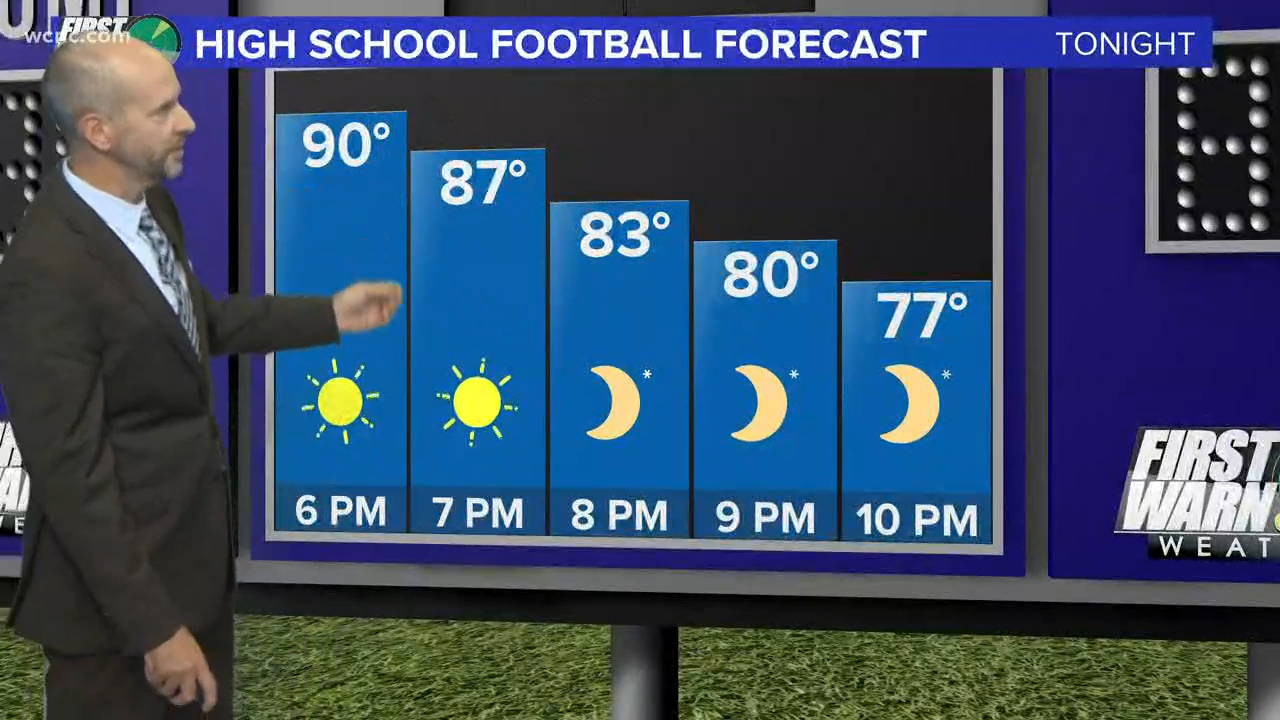 wcnc.com
FIRST
HIGH SCHOOL FOOTBALL FORECAST
TONIGHT
90°
87°
83°
80°
77°
6 PM
7 PM
8 PM
9 PM
10 PM
FIRST
WARN
WEAT